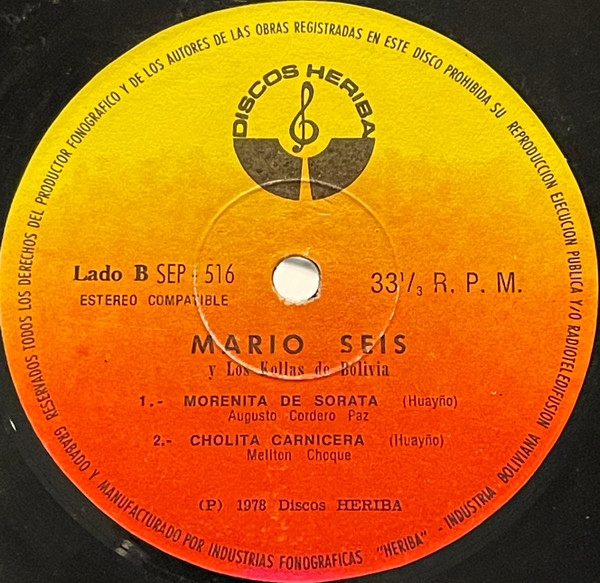 RESERVADOS TODOS LOS DERECHOS DEL PRODUCTOR FONOGRAFICO Y DE LOS AUTORES DE LAS OBRAS REGISTRADAS EN ESTE DISCO PROHIBIDA SU REPRODUCCION EJECUCION PUBLICA Y/O RADIOTELEDIFUSION
DISCOS HERIBA
Lado B SEP - 516
33 1/3 R. P. M.
ESTEREO COMPATIBLE
MARIO SEIS
y Los Kollas de Bolivia
1.- MORENITA DE SORATA (Huayño)
Augusto Cordero Paz
2.- CHOLITA CARNICERA (Huayño)
Meliton Choque
(P) 1978 Discos HERIBA
GRABADO Y MANUFACTURADO POR INDUSTRIAS FONOGRAFICAS "HERIBA" - INDUSTRIA BOLIVIANA